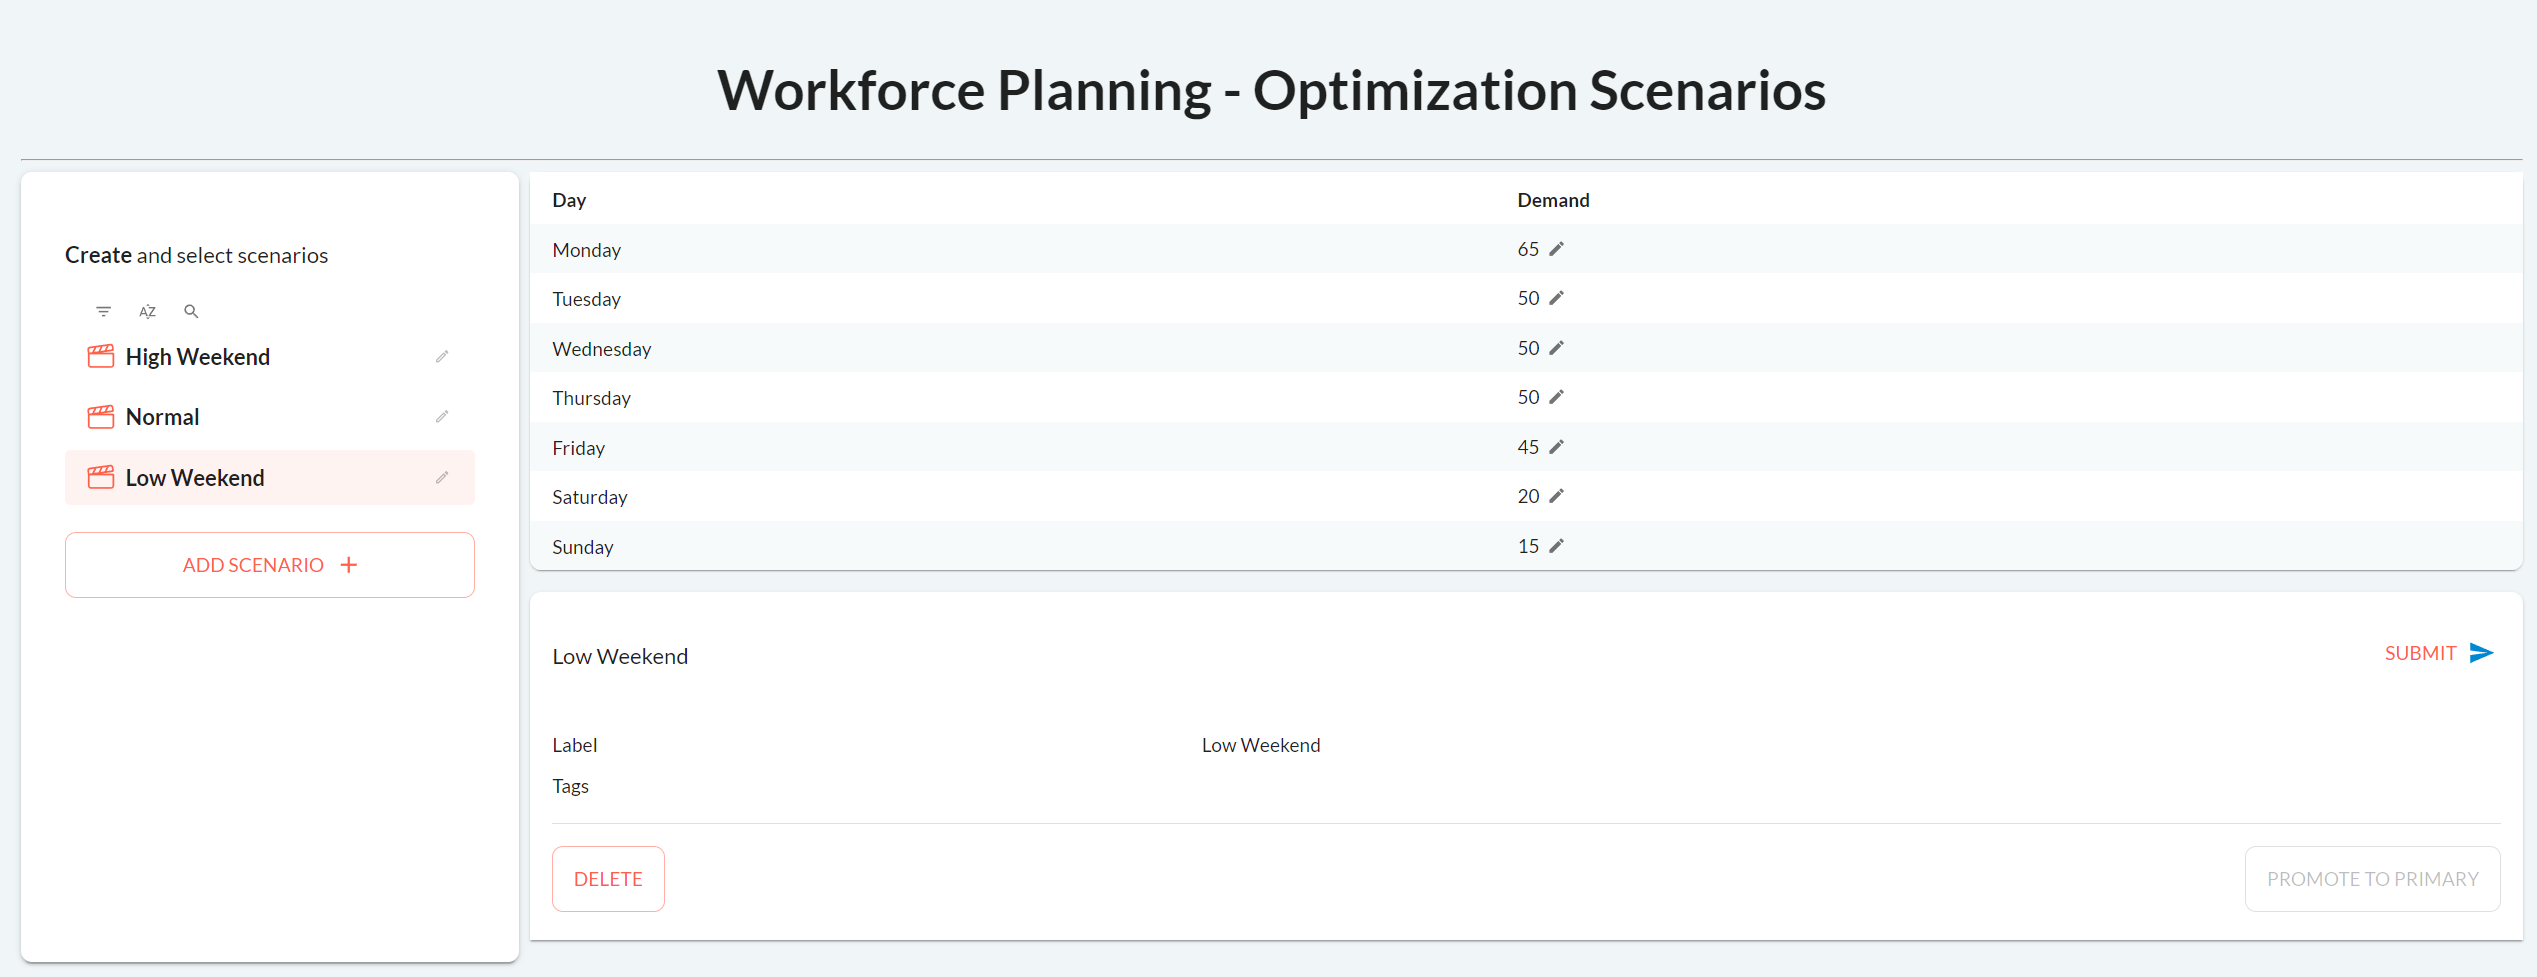 Workforce Planning - Optimization Scenarios
Create and select scenarios
AZ
High Weekend
Normal
Low Weekend
ADD SCENARIO +
Day Demand
Monday 65
Tuesday 50
Wednesday 50
Thursday 50
Friday 45
Saturday 20
Sunday 15
Low Weekend
SUBMIT
Label Low Weekend
Tags
DELETE
PROMOTE TO PRIMARY